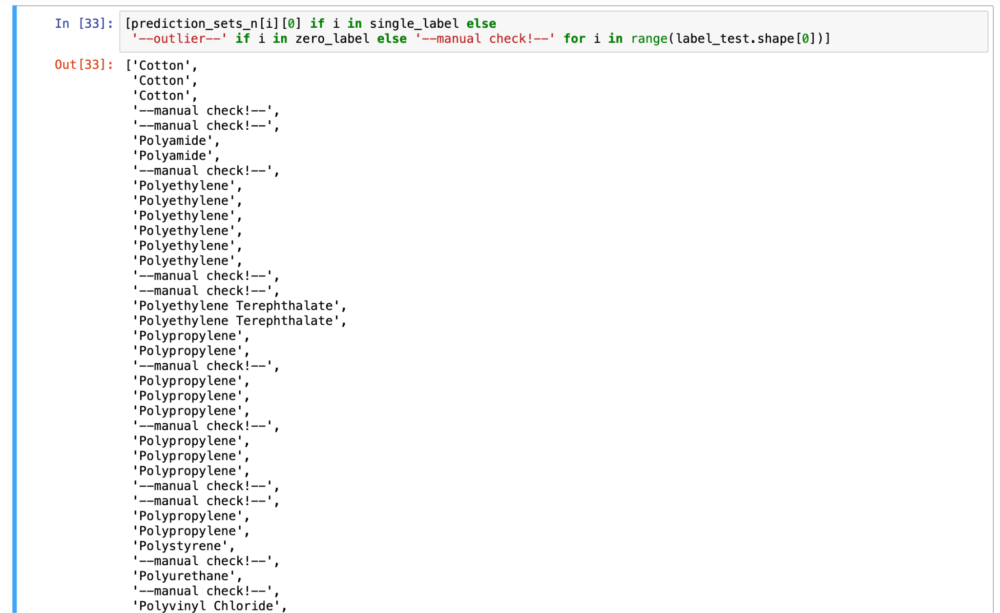 In [33]: [prediction_sets_n[i][0] if i in single_label else
'--outlier--' if i in zero_label else '--manual check!--' for i in range(label_test.shape[0])]
Out[33]: ['Cotton',
'Cotton',
'Cotton',
'--manual check!--',
'--manual check!--',
'Polyamide',
'Polyamide',
'--manual check!--',
'Polyethylene',
'Polyethylene',
'Polyethylene',
'Polyethylene',
'Polyethylene',
'Polyethylene',
'--manual check!--',
'--manual check!--',
'Polyethylene Terephthalate',
'Polyethylene Terephthalate',
'Polypropylene',
'Polypropylene',
'--manual check!--',
'Polypropylene',
'Polypropylene',
'Polypropylene',
'--manual check!--',
'Polypropylene',
'Polypropylene',
'Polypropylene',
'--manual check!--',
'--manual check!--',
'Polypropylene',
'Polypropylene',
'Polystyrene',
'--manual check!--',
'Polyurethane',
'--manual check!--',
'Polyvinyl Chloride',